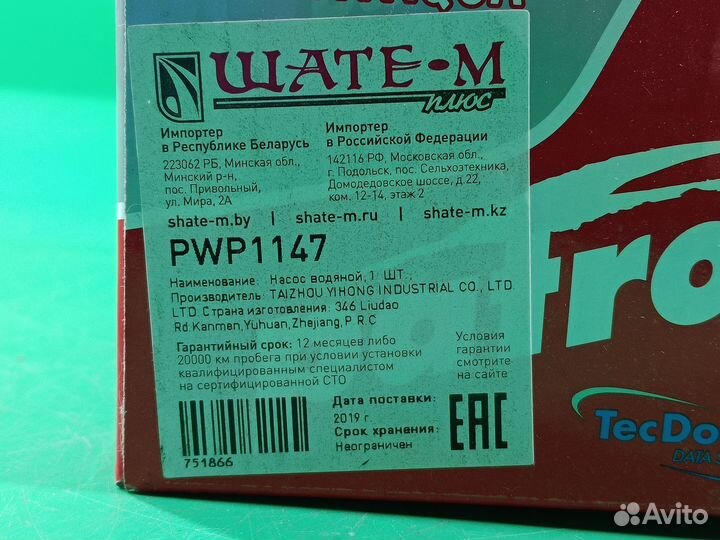 ШАТЕ-М
плюс
Импортер
в Республике Беларусь
223062 РБ, Минская обл.,
Минский р-н,
пос. Привольный,
ул. Мира, 2А
Импортер
в Российской Федерации
142116 РФ, Московская обл.,
г. Подольск, пос. Сельхозтехника,
Домодедовское шоссе, д.22,
ком. 12-14, этаж 2
shate-m.by | shate-m.ru | shate-m.kz
PWP1147
Наименование: Насос водяной, 1 ШТ.;
Производитель: TAIZHOU YIHONG INDUSTRIAL CO., LTD.
LTD. Страна изготовления: 346 Liudao
Rd.Kanmen,Yuhuan,Zhejiang,P.R.C
Гарантийный срок: 12 месяцев либо
20000 км пробега при условии установки
квалифицированным специалистом
на сертифицированной СТО
Условия
гарантии
смотрите
на сайте
751866
Дата поставки:
2019 г.
Срок хранения:
Неограничен
EAC
fro
TecDo
DATA S
Avito